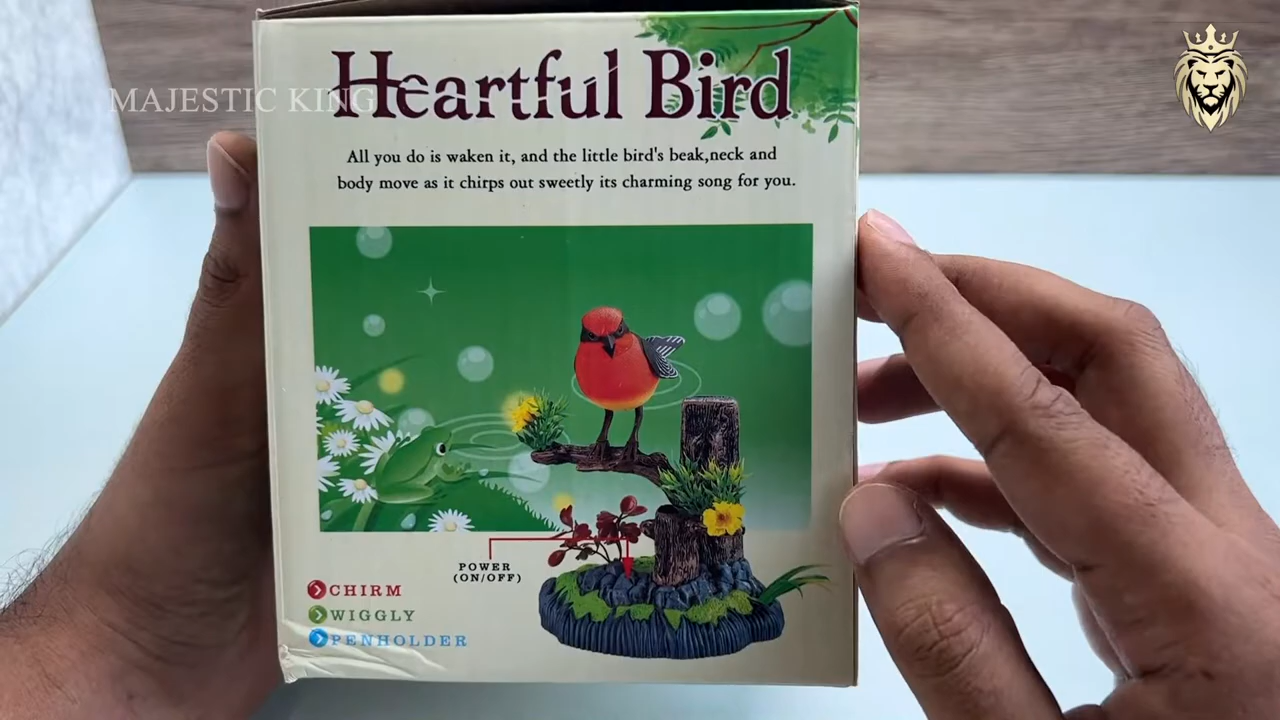 Heartful Bird
MAJESTIC KING
All you do is waken it, and the little bird's beak,neck and
body move as it chirps out sweetly its charming song for you.
POWER
(ON/OFF)
CHIRM
WIGGLY
PENHOLDER